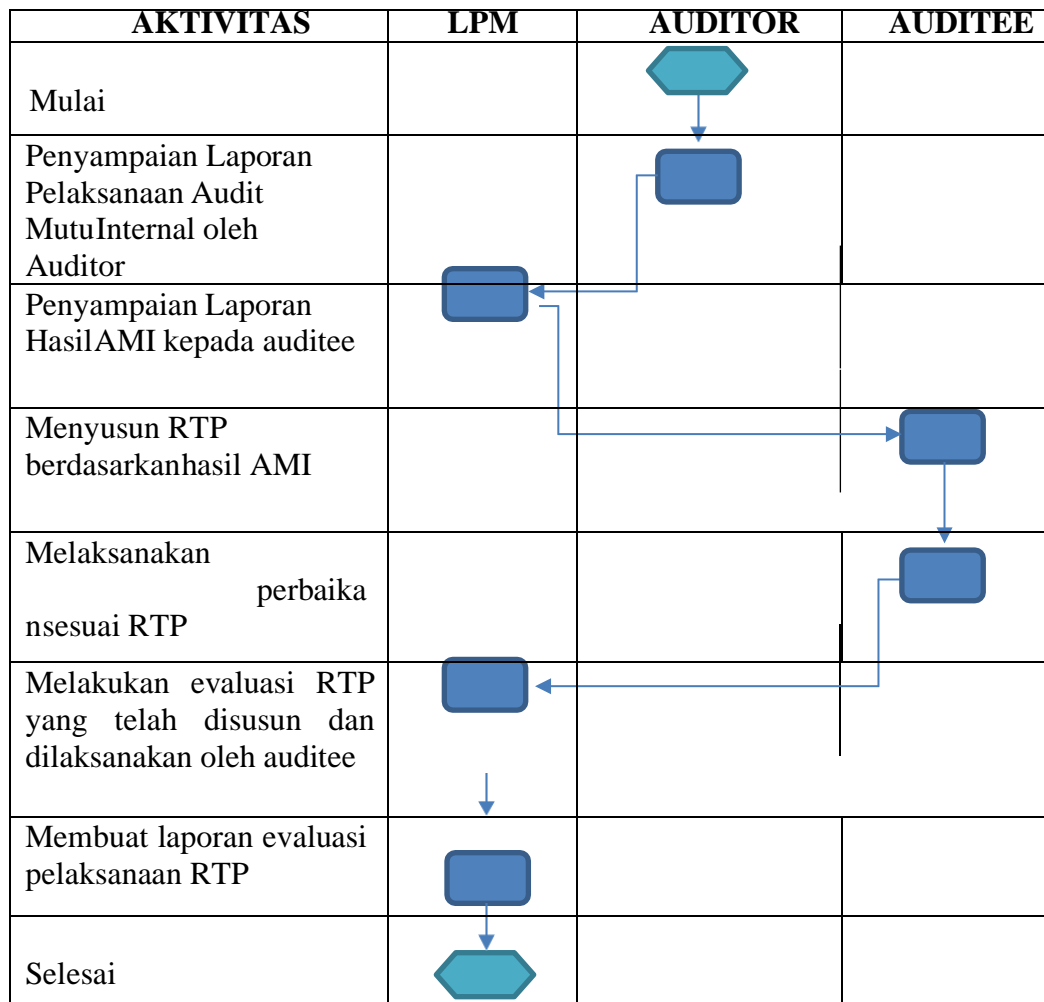 AKTIVITAS LPM AUDITOR AUDITEE
Mulai
Penyampaian Laporan
Pelaksanaan Audit
MutuInternal oleh
Auditor
Penyampaian Laporan
HasilAMI kepada auditee
Menyusun RTP
berdasarkanhasil AMI
Melaksanakan
perbaika
nsesuai RTP
Melakukan evaluasi RTP
yang telah disusun dan
dilaksanakan oleh auditee
Membuat laporan evaluasi
pelaksanaan RTP
Selesai